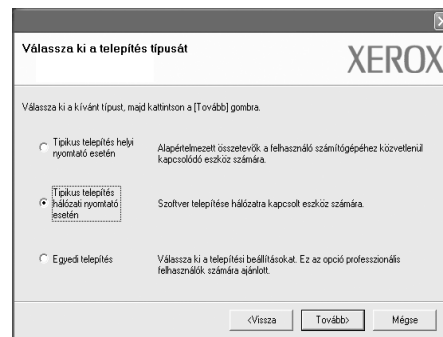 Válassza ki a telepítés típusát
XEROX
Válassza ki a kívánt típust, majd kattintson a [Tovább] gombra.
Tipikus telepítés helyi
nyomtató esetén
Alapértelmezett összetevők a felhasználó számítógépéhez közvetlenül
kapcsolódó eszköz számára.
Tipikus telepítés
hálózati nyomtató
esetén
Szoftver telepítése hálózatra kapcsolt eszköz számára.
Egyedi telepítés
Válassza ki a telepítési beállításokat. Ez az opció professzionális
felhasználók számára ajánlott.
<Vissza
Tovább>
Mégse